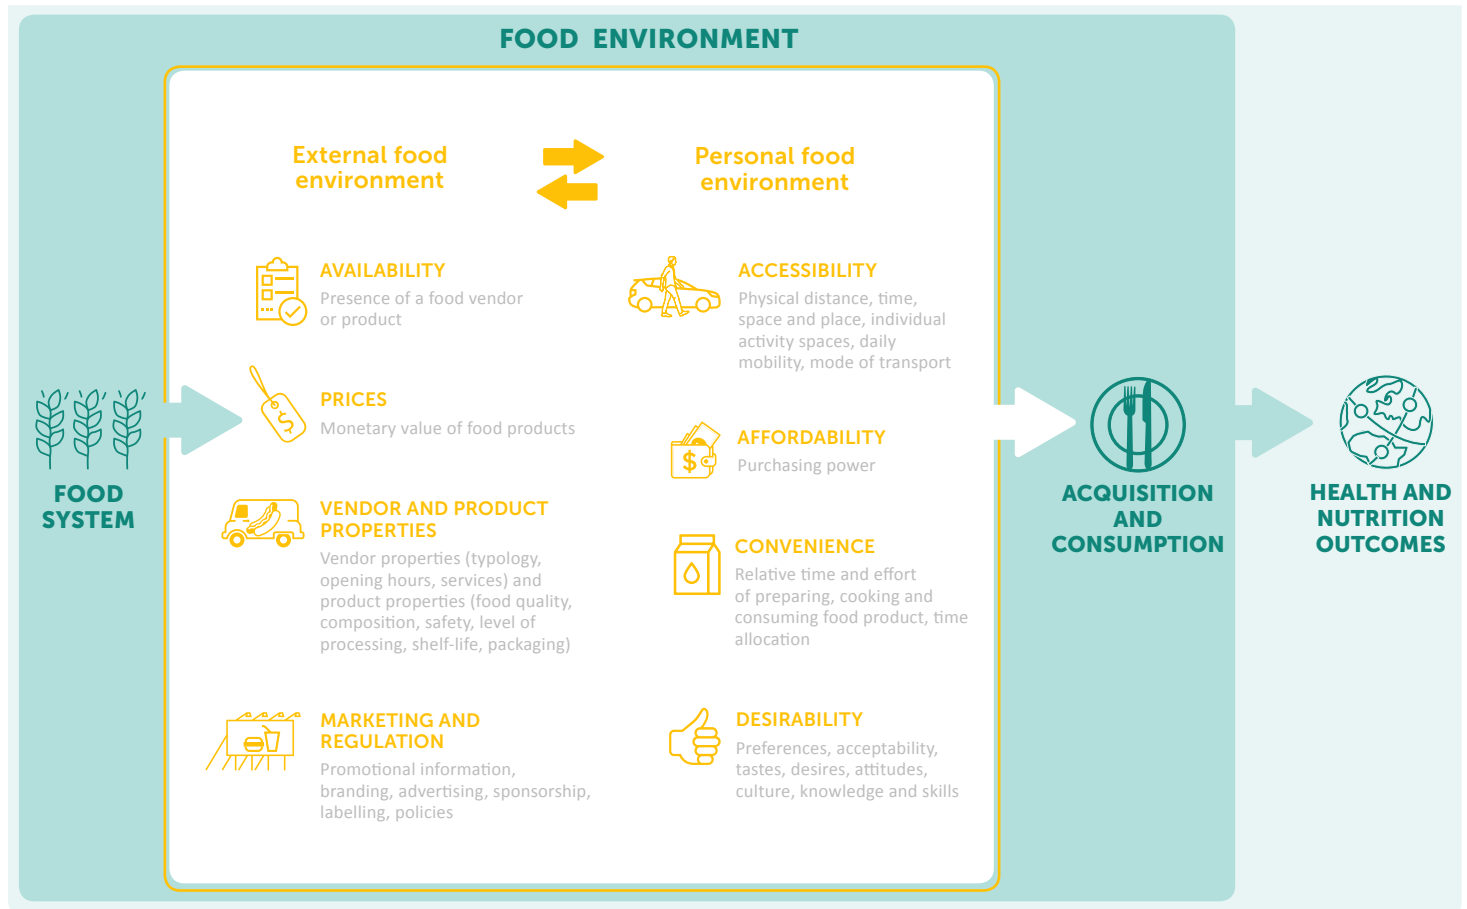 FOOD ENVIRONMENT
External food
environment
Personal food
environment
AVAILABILITY
Presence of a food vendor
or product
PRICES
Monetary value of food products
VENDOR AND PRODUCT
PROPERTIES
Vendor properties (typology,
opening hours, services) and
product properties (food quality,
composition, safety, level of
processing, shelf-life, packaging)
MARKETING AND
REGULATION
Promotional information,
branding, advertising, sponsorship,
labelling, policies
ACCESSIBILITY
Physical distance, time,
space and place, individual
activity spaces, daily
mobility, mode of transport
AFFORDABILITY
Purchasing power
CONVENIENCE
Relative time and effort
of preparing, cooking and
consuming food product, time
allocation
DESIRABILITY
Preferences, acceptability,
tastes, desires, attitudes,
culture, knowledge and skills
FOOD
SYSTEM
ACQUISITION
AND
CONSUMPTION
HEALTH AND
NUTRITION
OUTCOMES